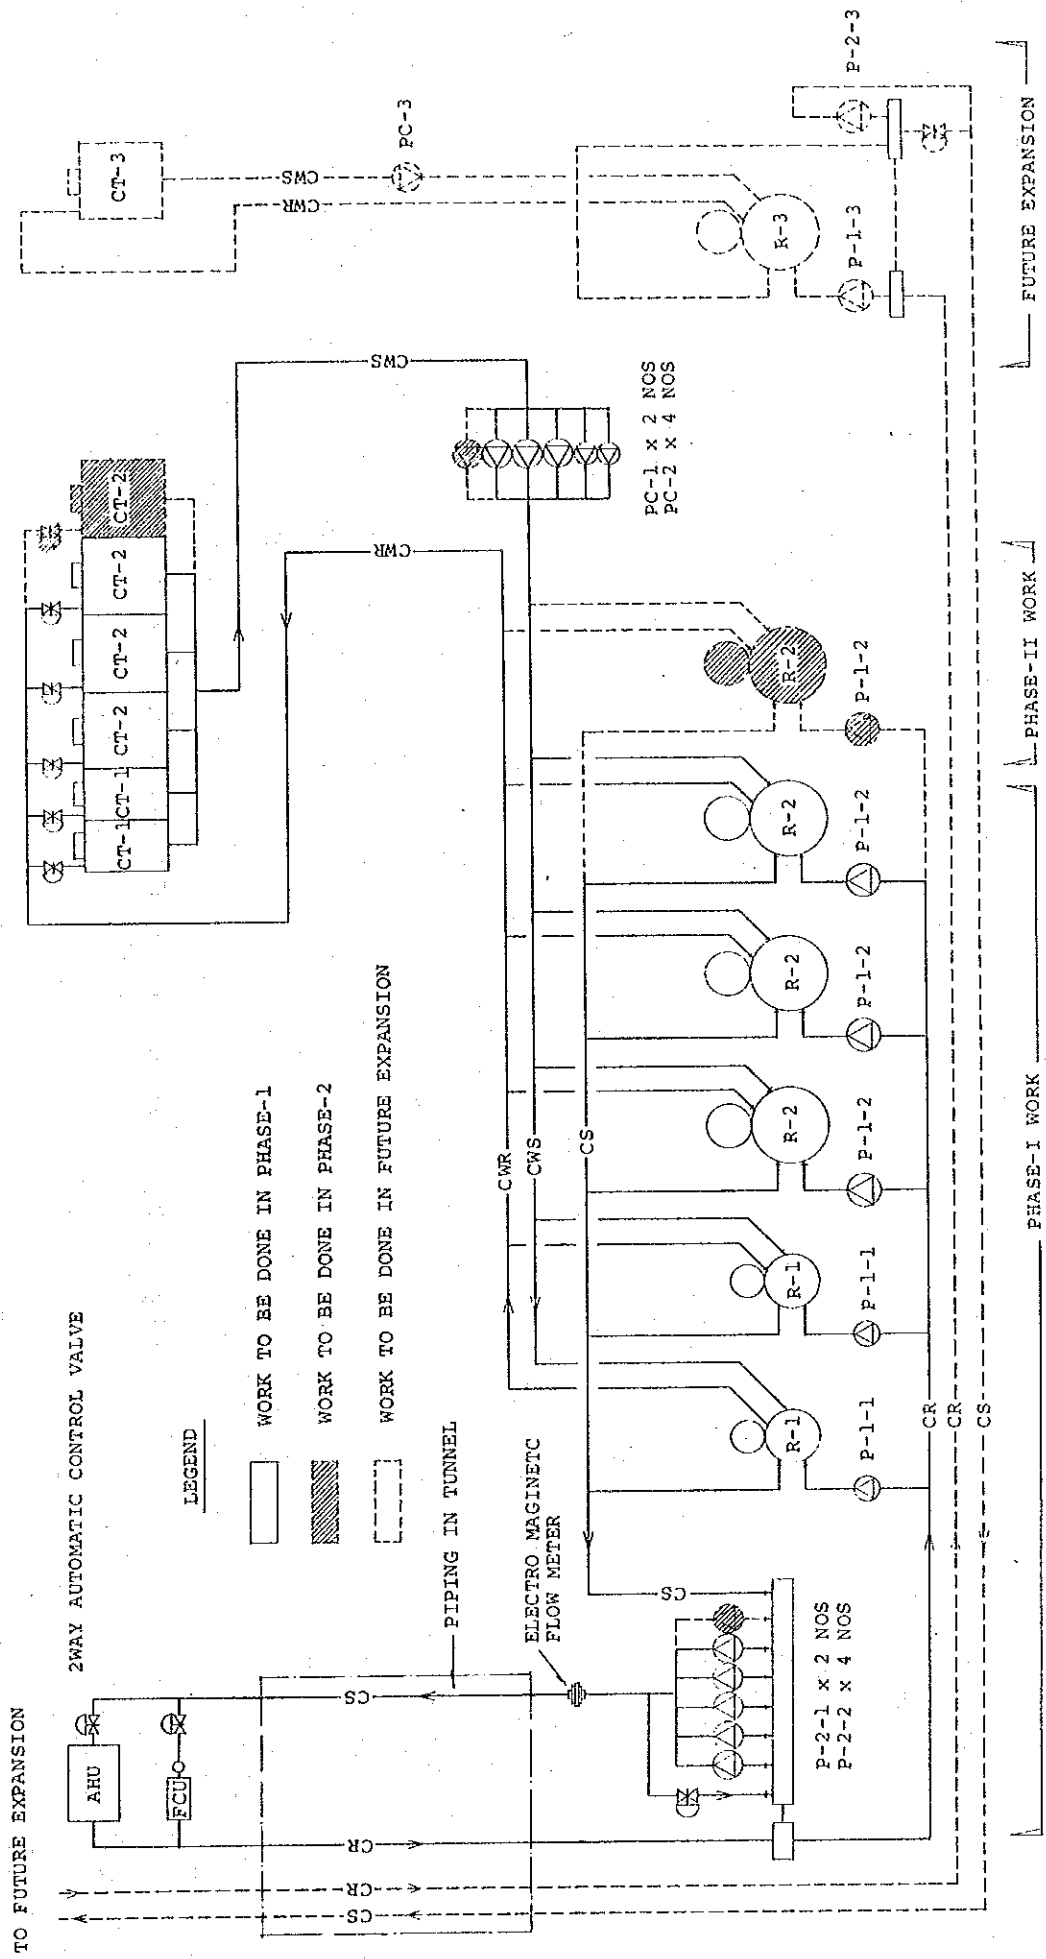 TO FUTURE EXPANSION
2WAY AUTOMATIC CONTROL VALVE
AHU
FCU
CS
CR
CR
CS
PIPING IN TUNNEL
ELECTRO MAGINETC
FLOW METER
LEGEND
WORK TO BE DONE IN PHASE-1
WORK TO BE DONE IN PHASE-2
WORK TO BE DONE IN FUTURE EXPANSION
CT-1
CT-1
CT-2
CT-2
CT-2
CT-2
CT-3
CWS
CWR
PC-3
CWS
CWR
PC-1 x 2 NOS
PC-2 x 4 NOS
CWR
CWS
CS
CS
P-2-1 x 2 NOS
P-2-2 x 4 NOS
R-1
R-1
R-2
R-2
R-2
R-2
R-3
P-1-1
P-1-1
P-1-2
P-1-2
P-1-2
P-1-2
P-1-3
P-2-3
CR
CR
CS
PHASE-I WORK
PHASE-II WORK
FUTURE EXPANSION